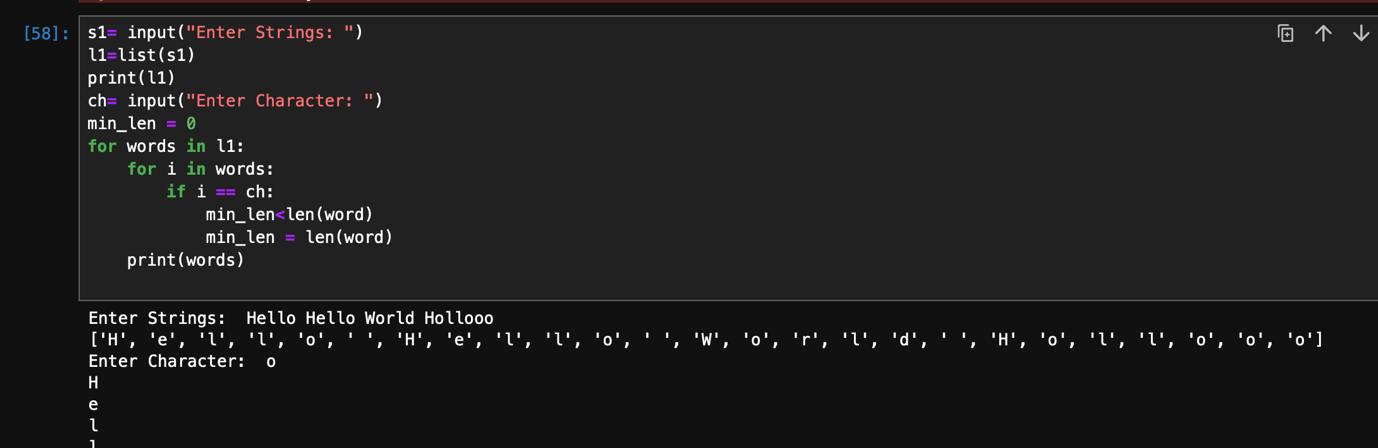 [58]:
s1= input("Enter Strings: ")
l1=list(s1)
print(l1)
ch= input("Enter Character: ")
min_len = 0
for words in l1:
    for i in words:
        if i == ch:
            min_len<len(word)
            min_len = len(word)
    print(words)
Enter Strings:  Hello Hello World Hollooo
['H', 'e', 'l', 'l', 'o', ' ', 'H', 'e', 'l', 'l', 'o', ' ', 'W', 'o', 'r', 'l', 'd', ' ', 'H', 'o', 'l', 'l', 'o', 'o', 'o']
Enter Character:  o
H
e
l